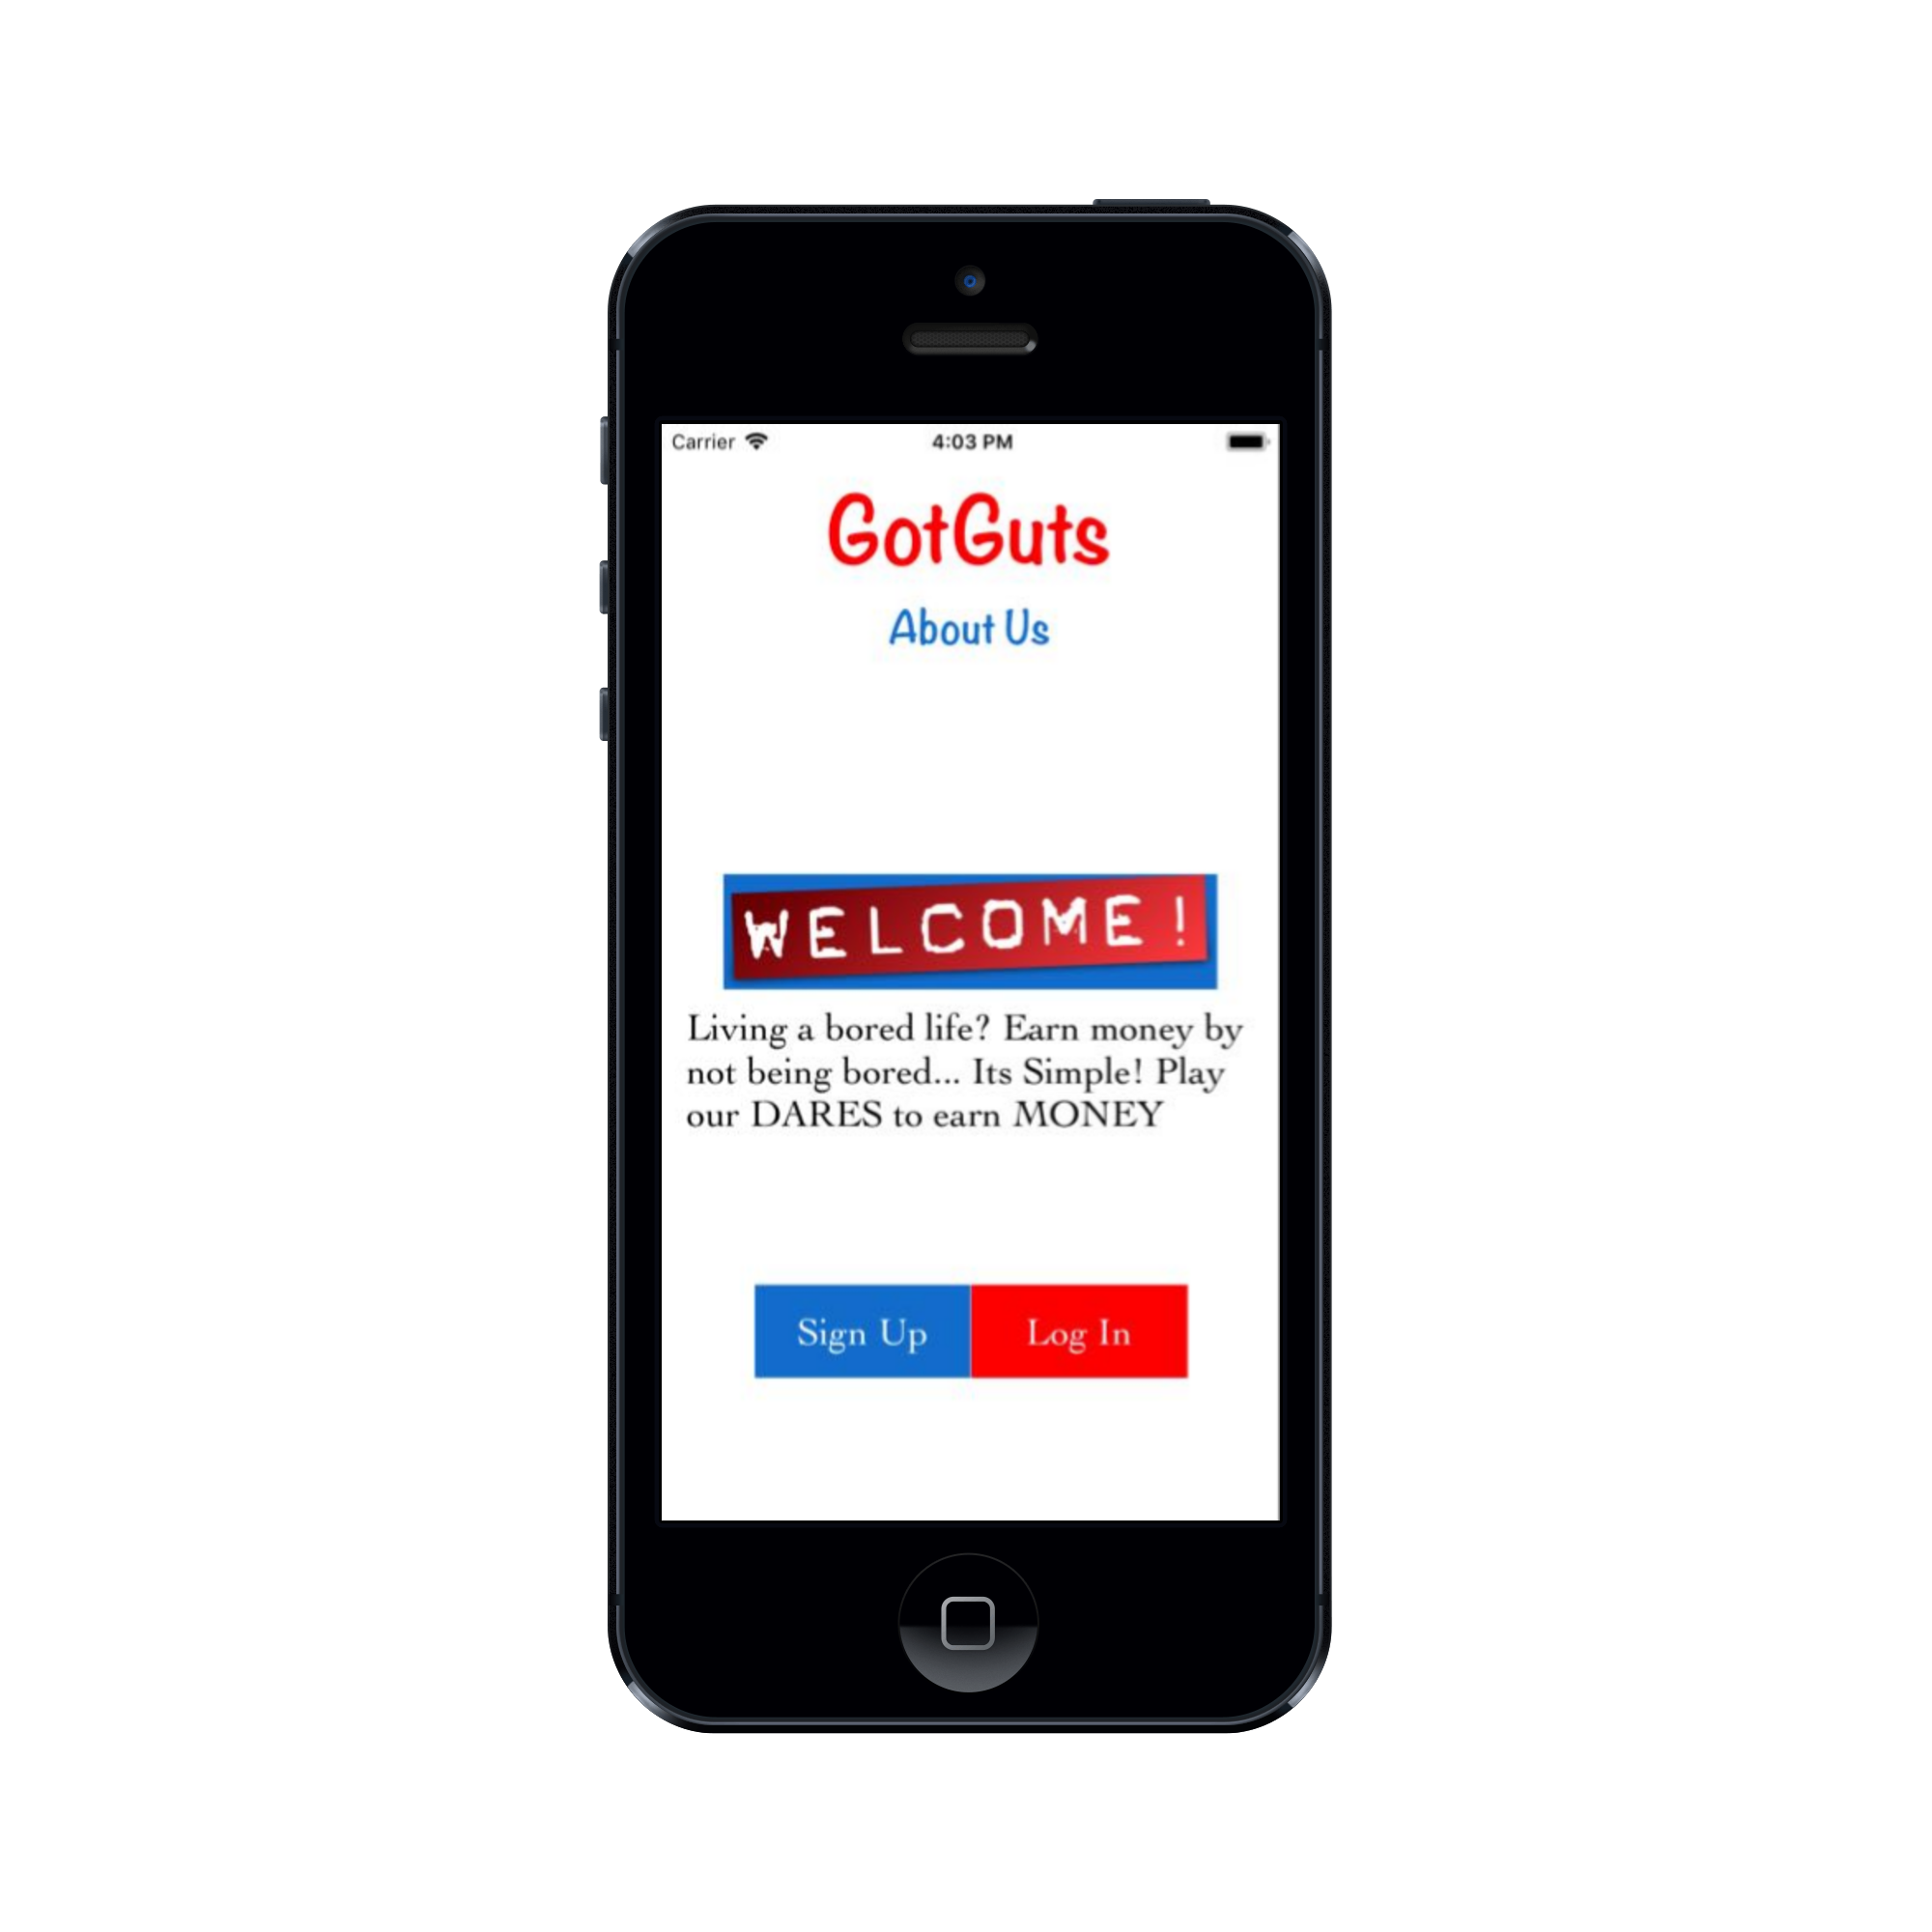 Carrier 4:03 PM
GotGuts
About Us
WELCOME!
Living a bored life? Earn money by
not being bored... Its Simple! Play
our DARES to earn MONEY
Sign Up Log In